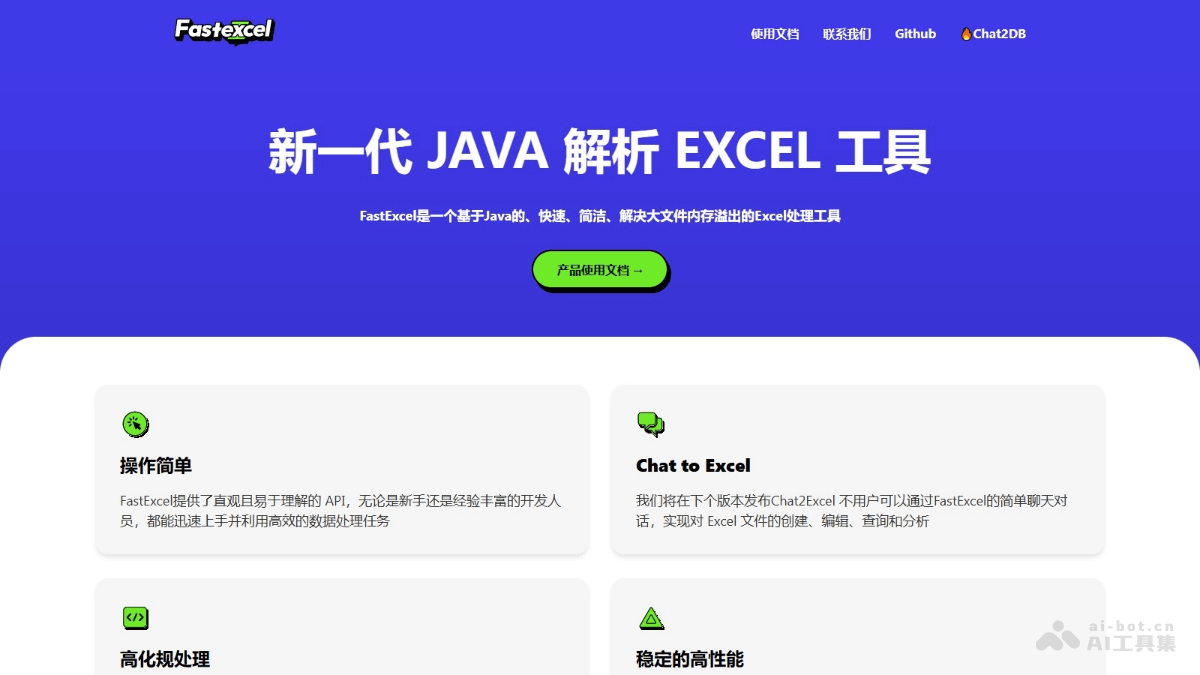 Fastexcel
使用文档 联系我们 Github 🔥Chat2DB
新一代 JAVA 解析 EXCEL 工具
FastExcel是一个基于Java的、快速、简洁、解决大文件内存溢出的Excel处理工具
产品使用文档 →
操作简单
FastExcel提供了直观且易于理解的 API，无论是新手还是经验丰富的开发人
员，都能迅速上手并利用高效的数据处理任务
Chat to Excel
我们将在下个版本发布Chat2Excel 不用户可以通过FastExcel的简单聊天对
话，实现对 Excel 文件的创建、编辑、查询和分析
高化规处理
稳定的高性能
ai-bot.cn
AI工具集